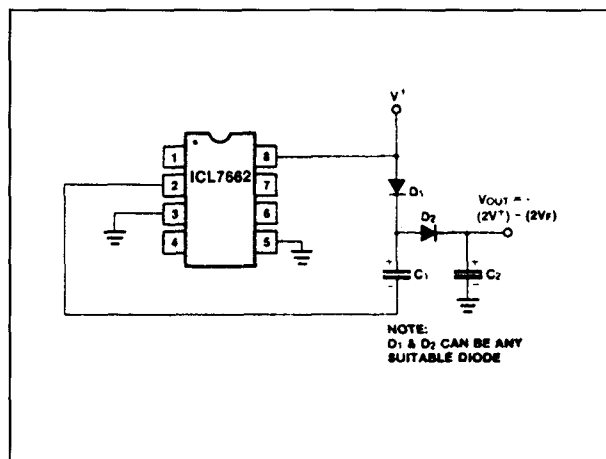 V+
1
2
3
4
ICL7662
8
7
6
5
D1
D2
VOUT = -
(2V+) - (2VF)
+
-
C1
+
-
C2
NOTE:
D1 & D2 CAN BE ANY
SUITABLE DIODE